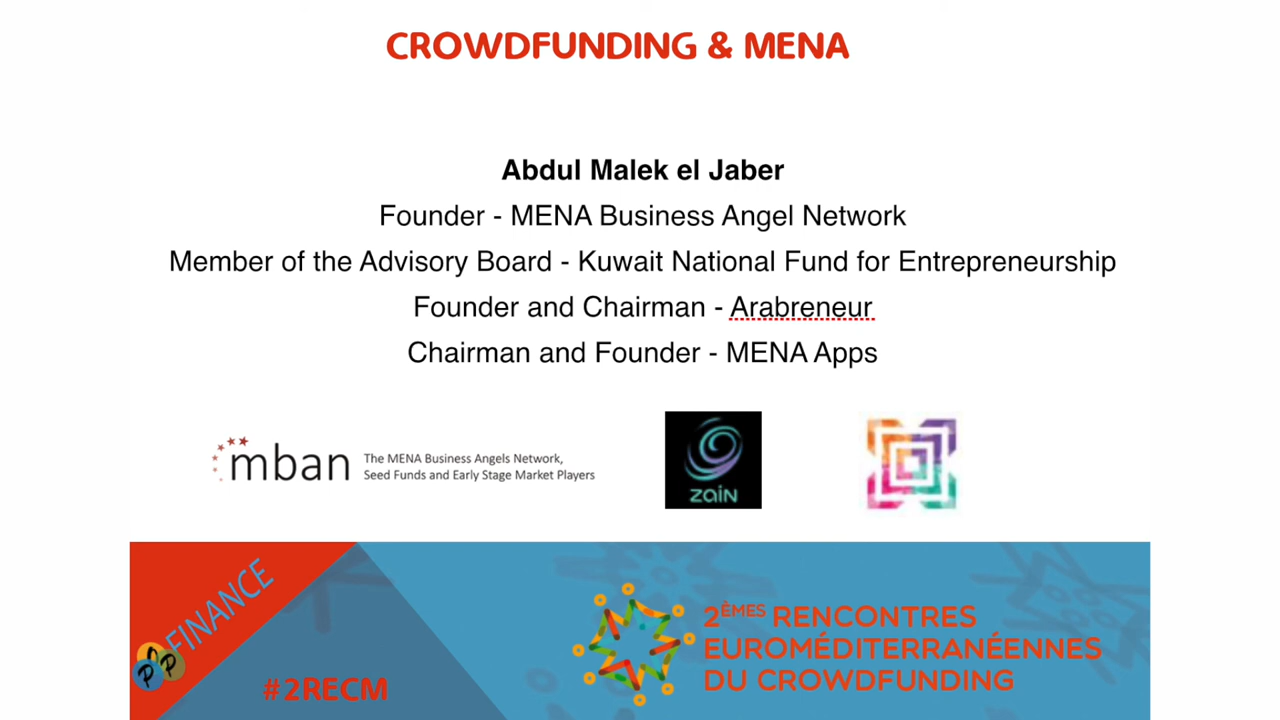 CROWDFUNDING & MENA
Abdul Malek el Jaber
Founder - MENA Business Angel Network
Member of the Advisory Board - Kuwait National Fund for Entrepreneurship
Founder and Chairman - Arabreneur
Chairman and Founder - MENA Apps
mban
The MENA Business Angels Network,
Seed Funds and Early Stage Market Players
zain
POP FINANCE
#2RECM
2ÈMES RENCONTRES
EUROMÉDITERRANÉENNES
DU CROWDFUNDING